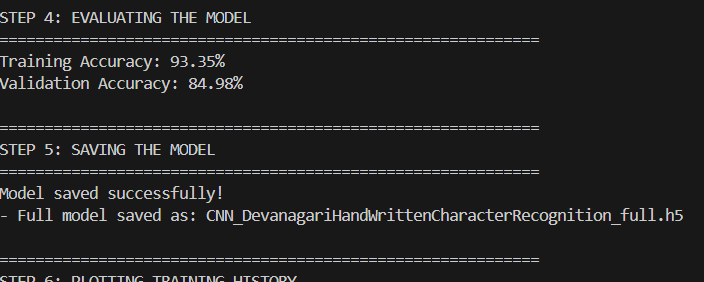 STEP 4: EVALUATING THE MODEL
============================================================
Training Accuracy: 93.35%
Validation Accuracy: 84.98%
============================================================
STEP 5: SAVING THE MODEL
============================================================
Model saved successfully!
- Full model saved as: CNN_DevanagariHandWrittenCharacterRecognition_full.h5
============================================================
STEP 6: PLOTTING TRAINING HISTORY